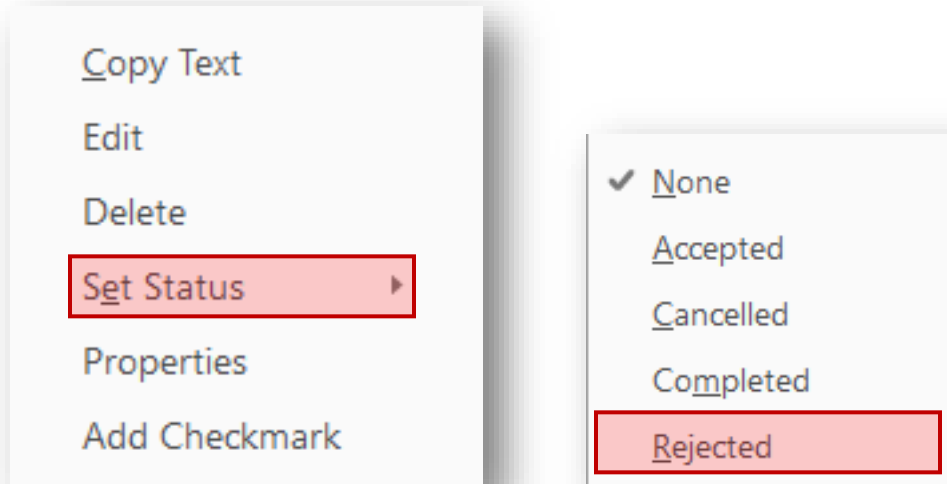 Copy Text
Edit
Delete
Set Status
Properties
Add Checkmark
None
Accepted
Cancelled
Completed
Rejected